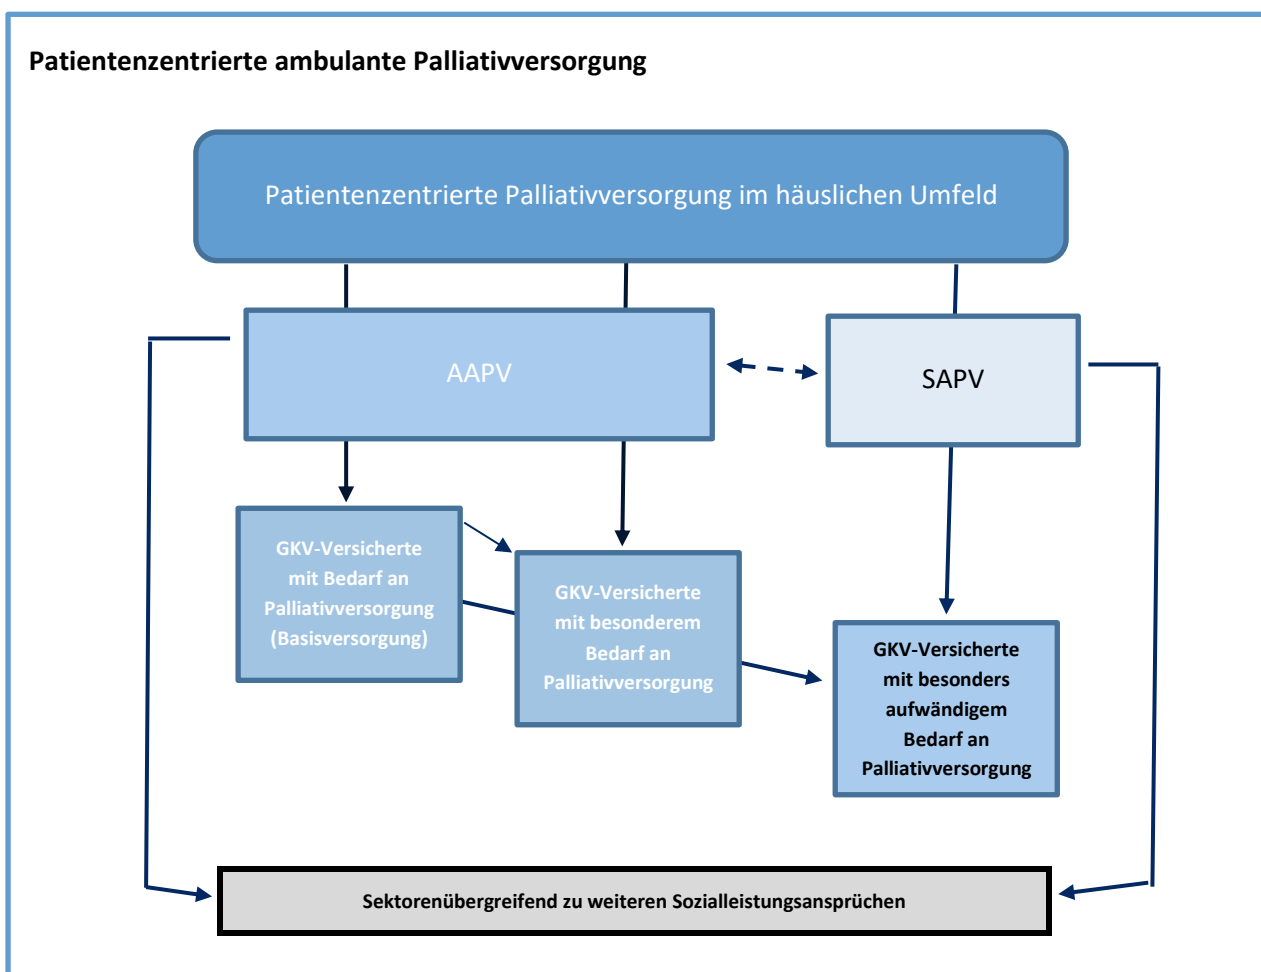 Patientenzentrierte ambulante Palliativversorgung
Patientenzentrierte Palliativversorgung im häuslichen Umfeld
AAPV
SAPV
GKV-Versicherte
mit Bedarf an
Palliativversorgung
(Basisversorgung)
GKV-Versicherte
mit besonderem
Bedarf an
Palliativversorgung
GKV-Versicherte
mit besonders
aufwändigem
Bedarf an
Palliativversorgung
Sektorenübergreifend zu weiteren Sozialleistungsansprüchen